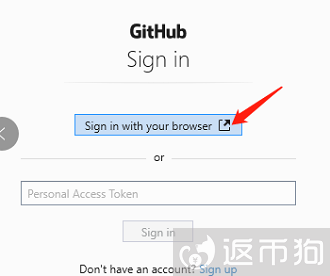 GitHub
Sign in
Sign in with your browser
or
Personal Access Token
Sign in
Don't have an account? Sign up
返币狗